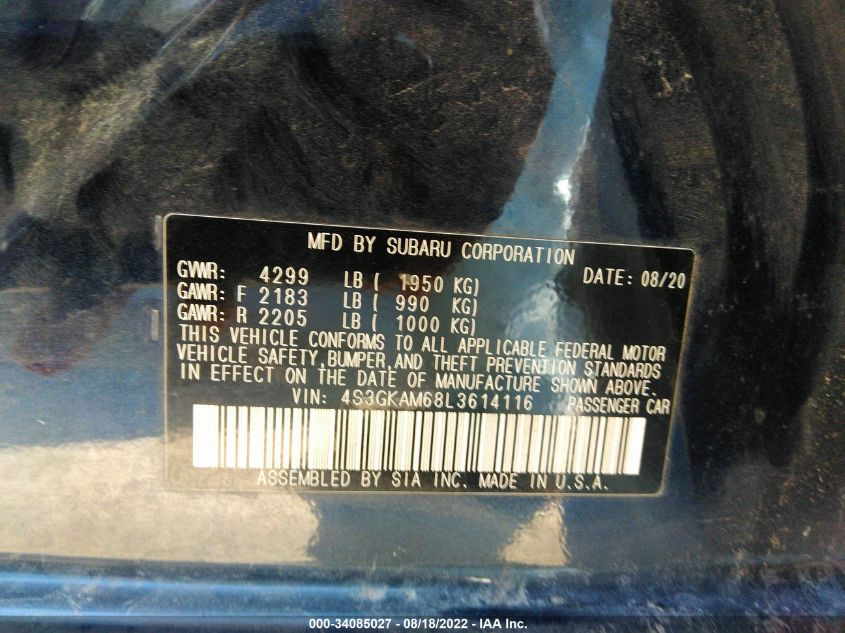 MFD BY SUBARU CORPORATION
GVWR: 4299 LB ( 1950 KG) DATE: 08/20
GAWR: F 2183 LB ( 990 KG)
GAWR: R 2205 LB ( 1000 KG)
THIS VEHICLE CONFORMS TO ALL APPLICABLE FEDERAL MOTOR
VEHICLE SAFETY,BUMPER,AND THEFT PREVENTION STANDARDS
IN EFFECT ON THE DATE OF MANUFACTURE SHOWN ABOVE.
VIN: 4S3GKAM68L3614116 PASSENGER CAR
ASSEMBLED BY SIA INC. MADE IN U.S.A.
000-34085027 - 08/18/2022 - IAA Inc.